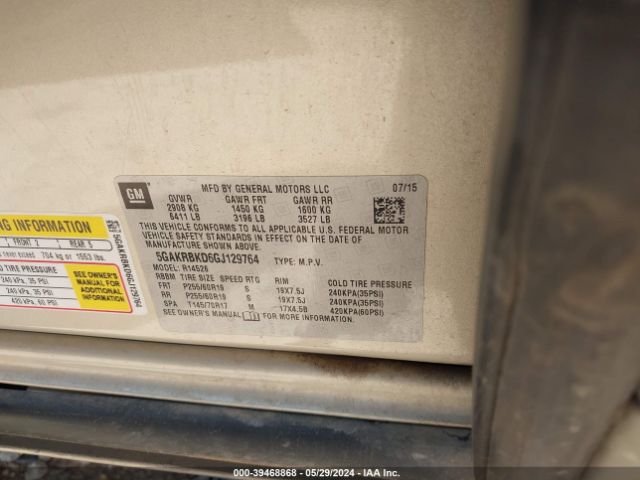 GM
MFD BY GENERAL MOTORS LLC 07/15
GVWR GAWR FRT GAWR RR
2908 KG 1450 KG 1600 KG
6411 LB 3196 LB 3527 LB
THIS VEHICLE CONFORMS TO ALL APPLICABLE U.S. FEDERAL MOTOR
VEHICLE SAFETY STANDARDS IN EFFECT ON THE DATE OF
MANUFACTURE SHOWN ABOVE.
5GAKRBKD6GJ129764 TYPE: M.P.V.
MODEL: R14526
RBBM TIRE SIZE SPEED RTG RIM COLD TIRE PRESSURE
FRT P255/60R19 S 19X7.5J 240KPA(35PSI)
RR P255/60R19 S 19X7.5J 240KPA(35PSI)
SPA T145/70R17 M 17X4.5B 420KPA(60PSI)
SEE OWNER'S MANUAL FOR MORE INFORMATION.
NG INFORMATION
FRONT 2 REAR 5
exceed 704 kg or 1553 lbs.
D TIRE PRESSURE
240 kPa, 35 PSI
240 kPa, 35 PSI
420 kPa, 60 PSI
SEE OWNER'S
MANUAL FOR
ADDITIONAL
INFORMATION
5GAKRBKD6GJ129764
000-39468868 - 05/29/2024 - IAA Inc.